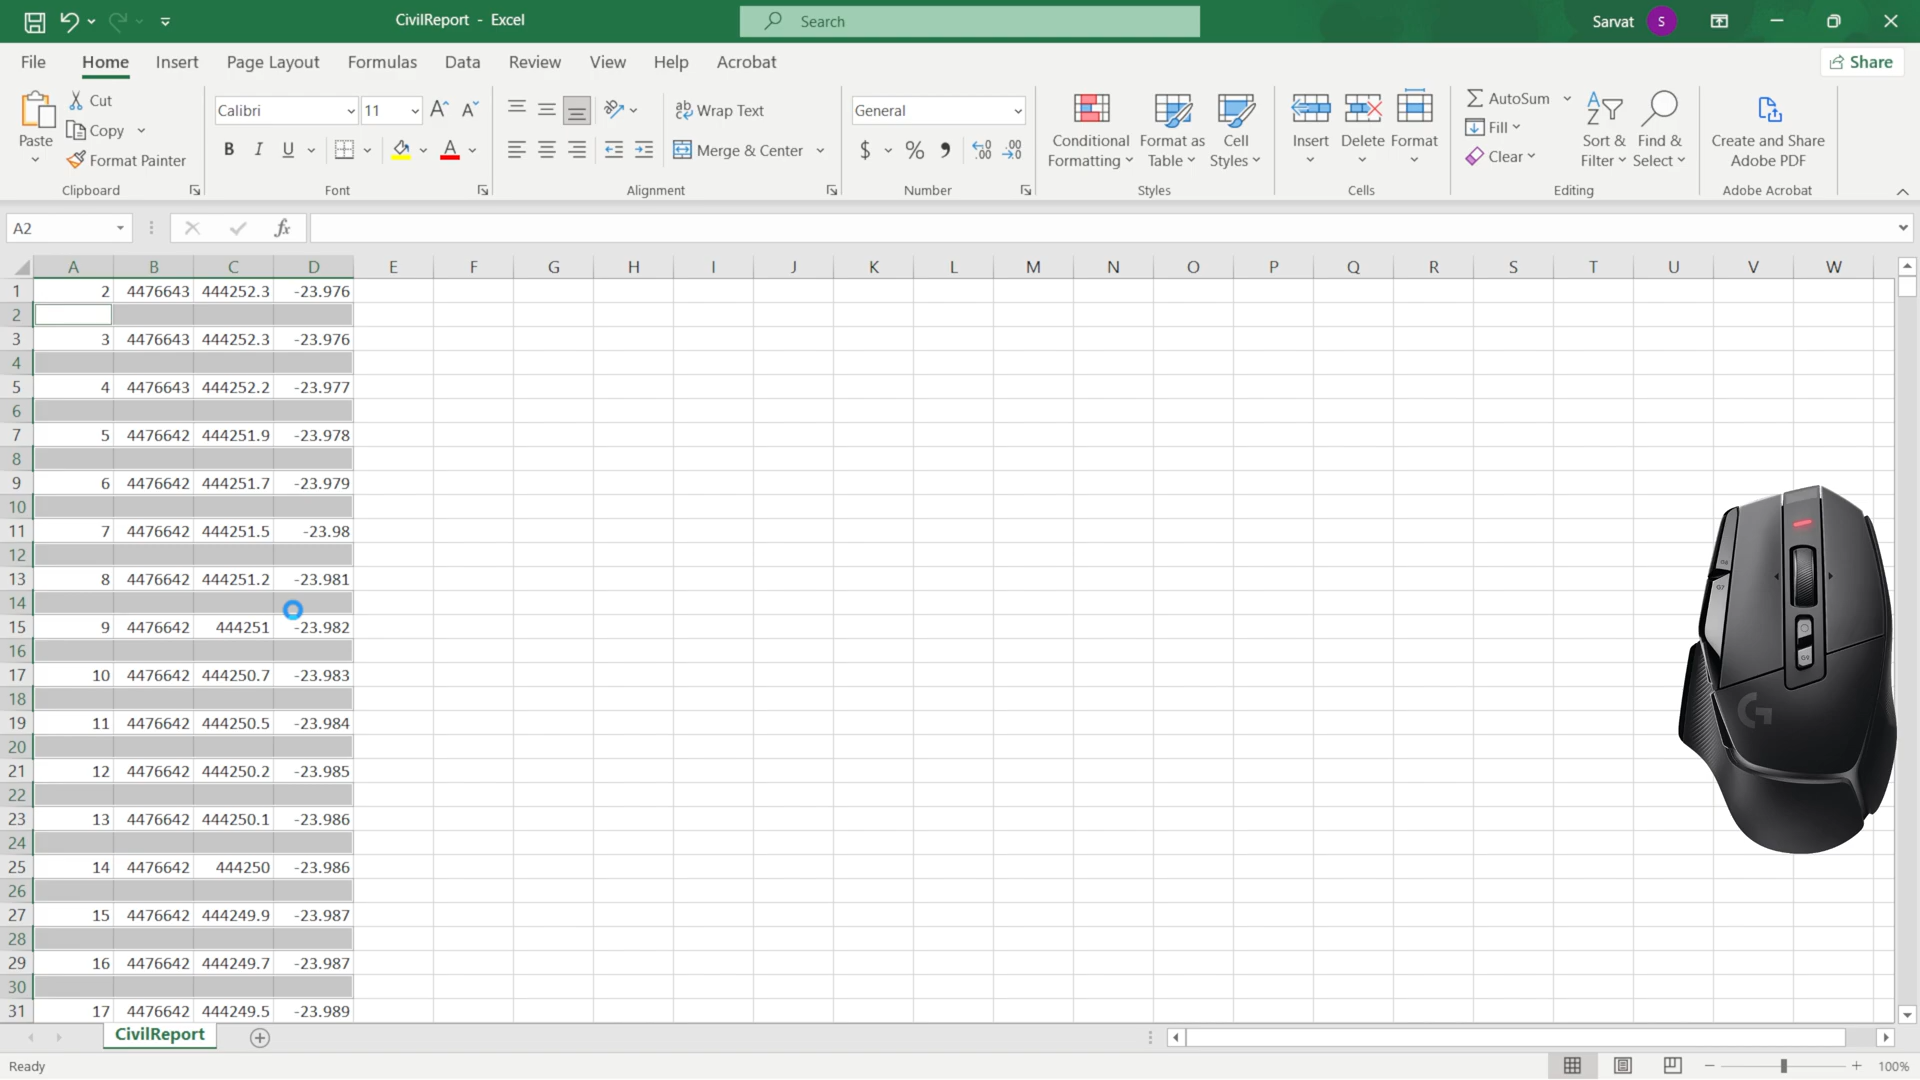 CivilReport - Excel
Search
Sarvat
S
File Home Insert Page Layout Formulas Data Review View Help Acrobat
Share
Paste
Cut
Copy
Format Painter
Clipboard
Calibri 11
B I U A
Font
ab Wrap Text
Merge & Center
Alignment
General
$ % 9 .00 .00
Number
Conditional Formatting
Format as Table
Cell Styles
Styles
Insert Delete Format
Cells
AutoSum
Fill
Clear
Sort & Filter
Find & Select
Editing
Create and Share Adobe PDF
Adobe Acrobat
A2
fx
A B C D E F G H I J K L M N O P Q R S T U V W
1 2 4476643 444252.3 -23.976
2
3 3 4476643 444252.3 -23.976
4
5 4 4476643 444252.2 -23.977
6
7 5 4476642 444251.9 -23.978
8
9 6 4476642 444251.7 -23.979
10
11 7 4476642 444251.5 -23.98
12
13 8 4476642 444251.2 -23.981
14
15 9 4476642 444251 -23.982
16
17 10 4476642 444250.7 -23.983
18
19 11 4476642 444250.5 -23.984
20
21 12 4476642 444250.2 -23.985
22
23 13 4476642 444250.1 -23.986
24
25 14 4476642 444250 -23.986
26
27 15 4476642 444249.9 -23.987
28
29 16 4476642 444249.7 -23.987
30
31 17 4476642 444249.5 -23.989
CivilReport
Ready
100%